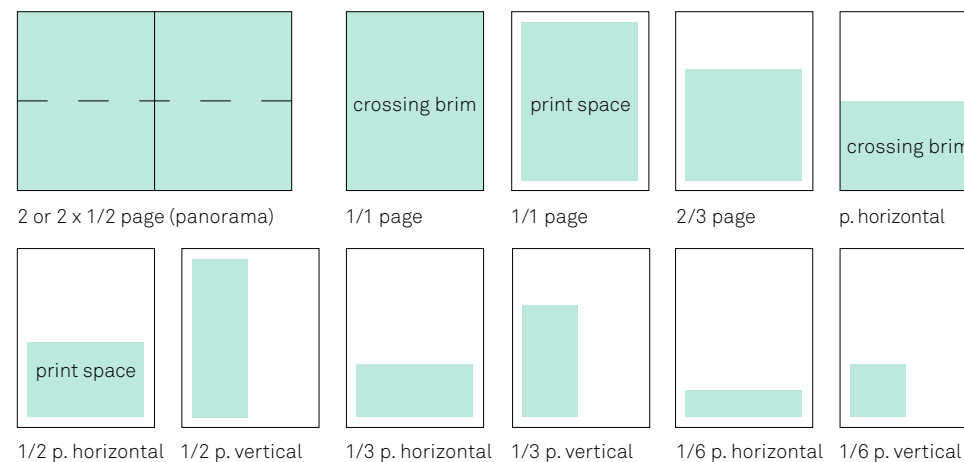 crossing brim
print space
crossing brim
2 or 2 x 1/2 page (panorama)
1/1 page
1/1 page
2/3 page
p. horizontal
print space
1/2 p. horizontal
1/2 p. vertical
1/3 p. horizontal
1/3 p. vertical
1/6 p. horizontal
1/6 p. vertical